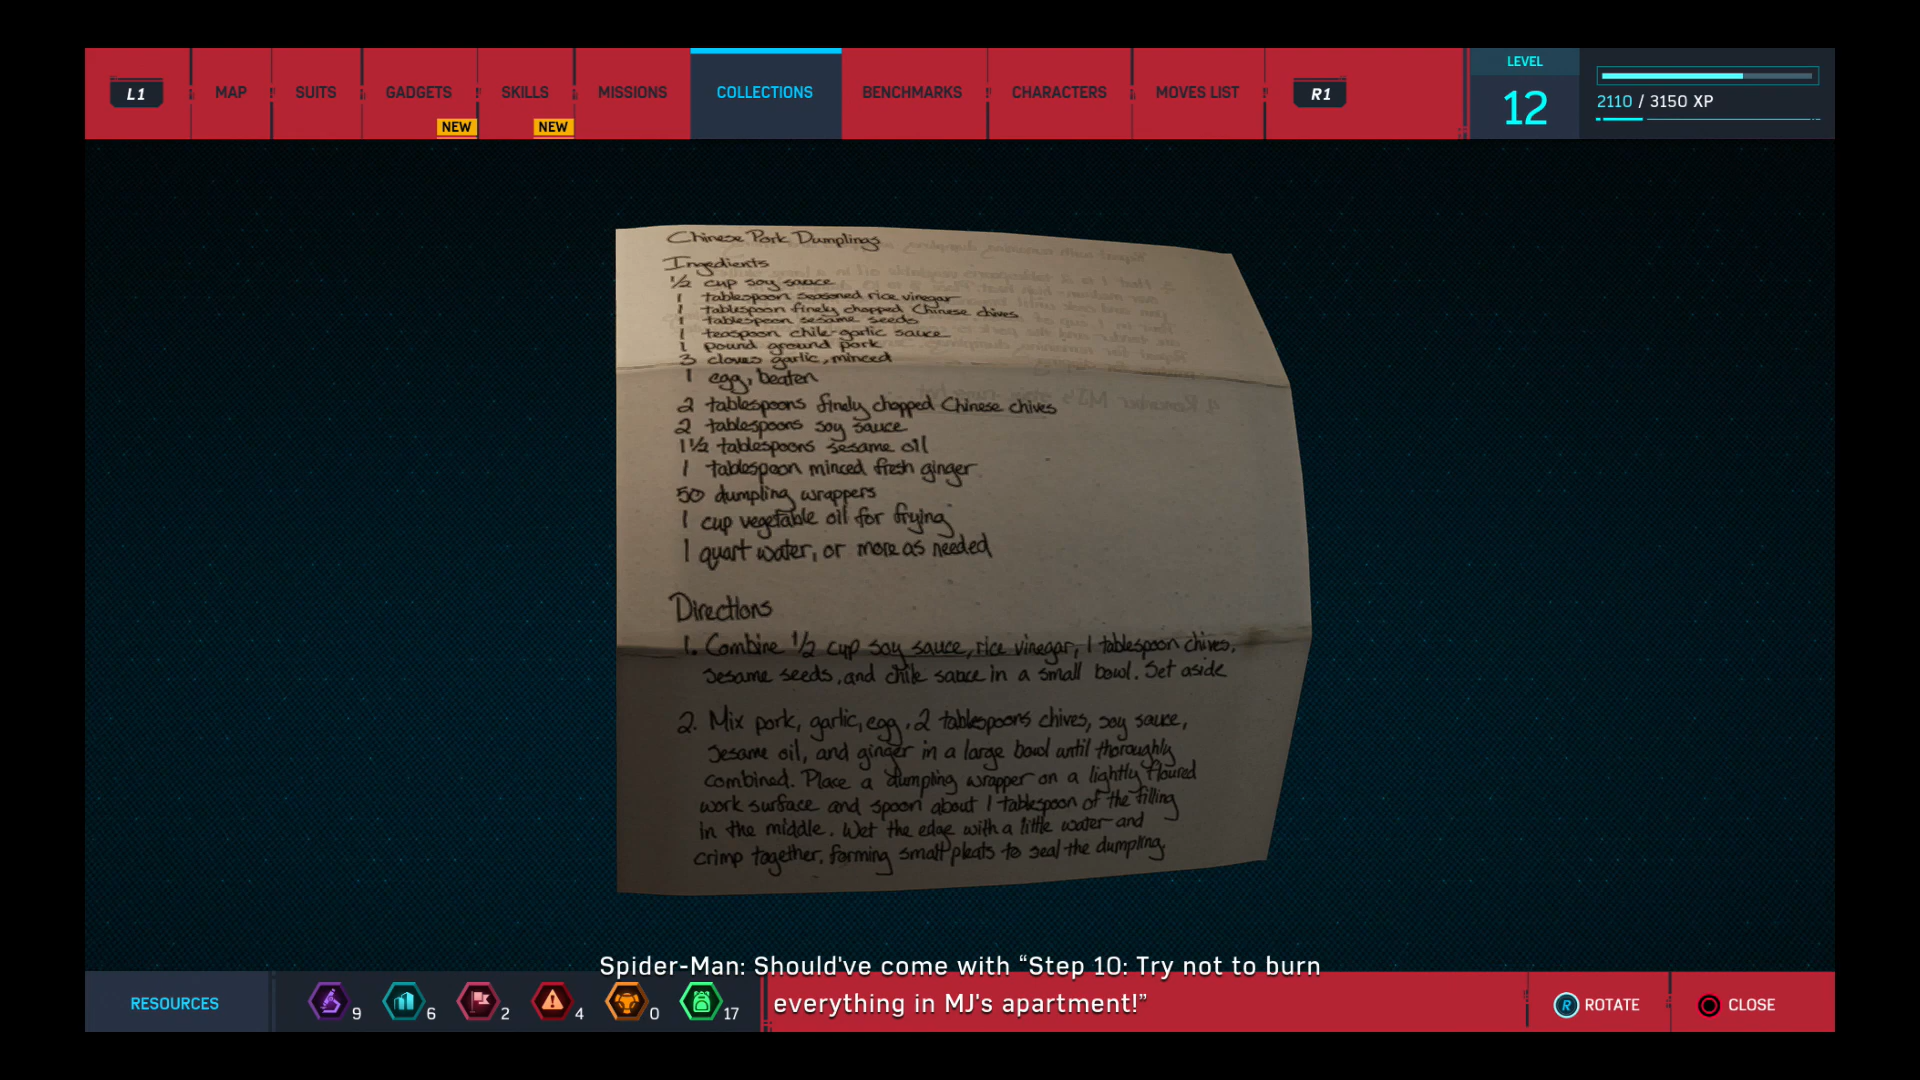 L1
MAP
SUITS
GADGETS
NEW
SKILLS
NEW
MISSIONS
COLLECTIONS
BENCHMARKS
CHARACTERS
MOVES LIST
R1
LEVEL
12
2110 / 3150 XP
Chinese Pork Dumplings
Ingedients
1/2 cup soy sauce
1 tablespoon seasoned rice vinegar
1 tablespoon finely chopped Chinese chives
1 tablespoon sesame seeds
1 teaspoon chile-garlic sauce
1 pound ground pork
3 cloves garlic, minced
1 egg, beaten
2 tablespoons finely chopped Chinese chives
2 tablespoons soy sauce
1 1/2 tablespoons sesame oil
1 tablespoon minced fresh ginger
50 dumpling wrappers
1 cup vegetable oil for frying
1 quart water, or more as needed
Directions
1. Combine 1/2 cup soy sauce, rice vinegar, 1 tablespoon chives,
sesame seeds, and chile sauce in a small bowl. Set aside
2. Mix pork, garlic, egg, 2 tablespoons chives, soy sauce,
sesame oil, and ginger in a large bowl until thoroughly
combined. Place a dumpling wrapper on a lightly floured
work surface and spoon about 1 tablespoon of the filling
in the middle. Wet the edge with a little water and
crimp together, forming small pleats to seal the dumpling.
Spider-Man: Should've come with “Step 10: Try not to burn
everything in MJ's apartment!”
RESOURCES
9
6
2
4
0
17
R ROTATE
CLOSE